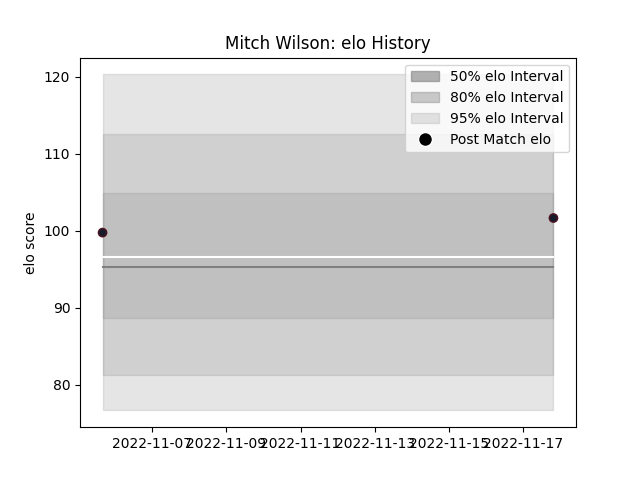 Mitch Wilson: elo History
120
110
100
90
80
elo score
50% elo Interval
80% elo Interval
95% elo Interval
Post Match elo
2022-11-07 2022-11-09 2022-11-11 2022-11-13 2022-11-15 2022-11-17